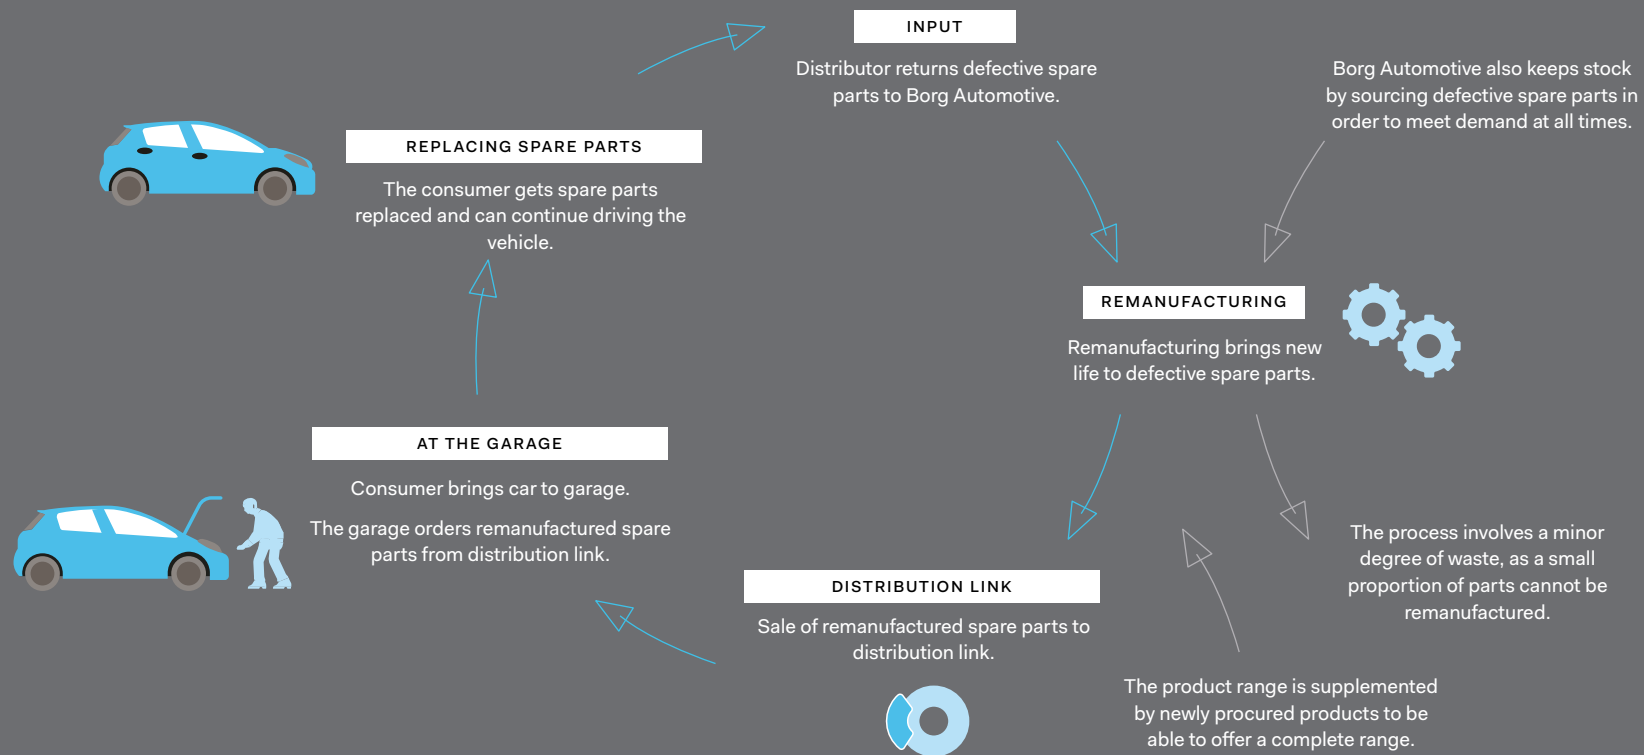 INPUT
Distributor returns defective spare
parts to Borg Automotive.
Borg Automotive also keeps stock
by sourcing defective spare parts in
order to meet demand at all times.
REPLACING SPARE PARTS
The consumer gets spare parts
replaced and can continue driving the
vehicle.
REMANUFACTURING
Remanufacturing brings new
life to defective spare parts.
AT THE GARAGE
Consumer brings car to garage.
The garage orders remanufactured spare
parts from distribution link.
DISTRIBUTION LINK
Sale of remanufactured spare parts to
distribution link.
The process involves a minor
degree of waste, as a small
proportion of parts cannot be
remanufactured.
The product range is supplemented
by newly procured products to be
able to offer a complete range.